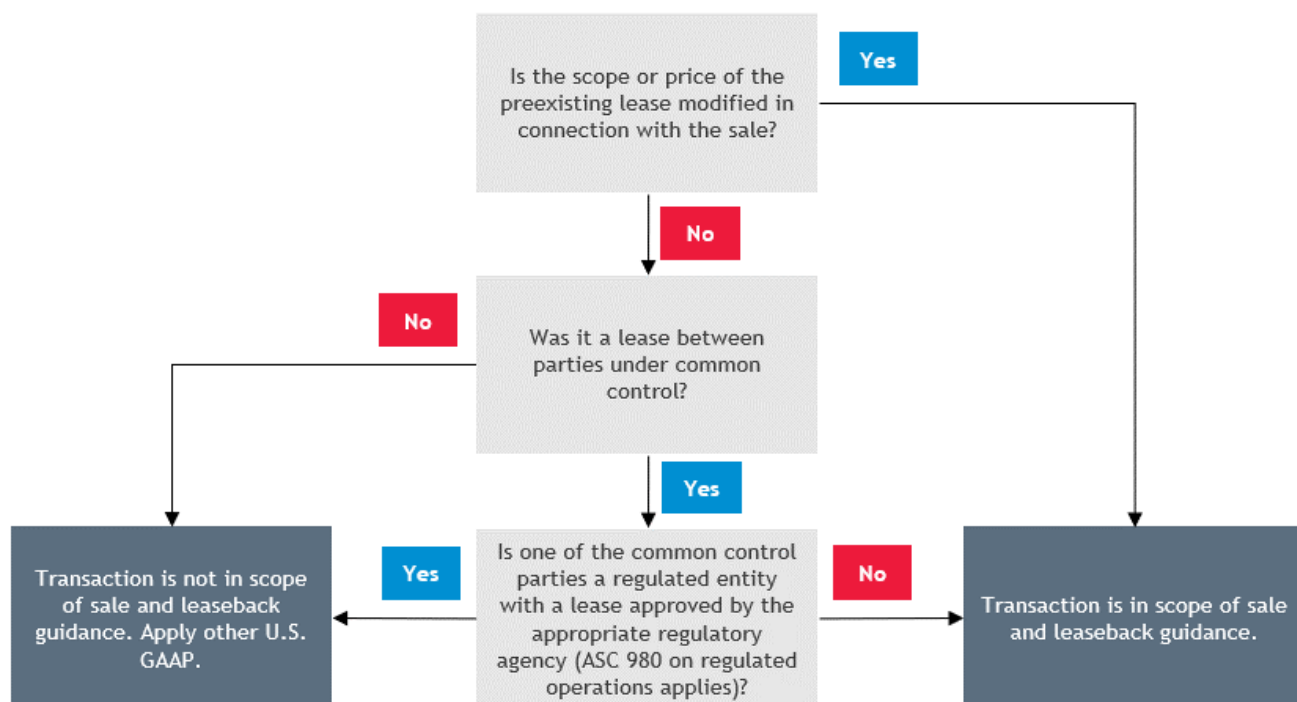 Is the scope or price of the
preexisting lease modified in
connection with the sale?
Yes
No
No
Was it a lease between
parties under common
control?
Yes
Transaction is not in scope
of sale and leaseback
guidance. Apply other U.S.
GAAP.
Yes
Is one of the common control
parties a regulated entity
with a lease approved by the
appropriate regulatory
agency (ASC 980 on regulated
operations applies)?
No
Transaction is in scope of sale
and leaseback guidance.